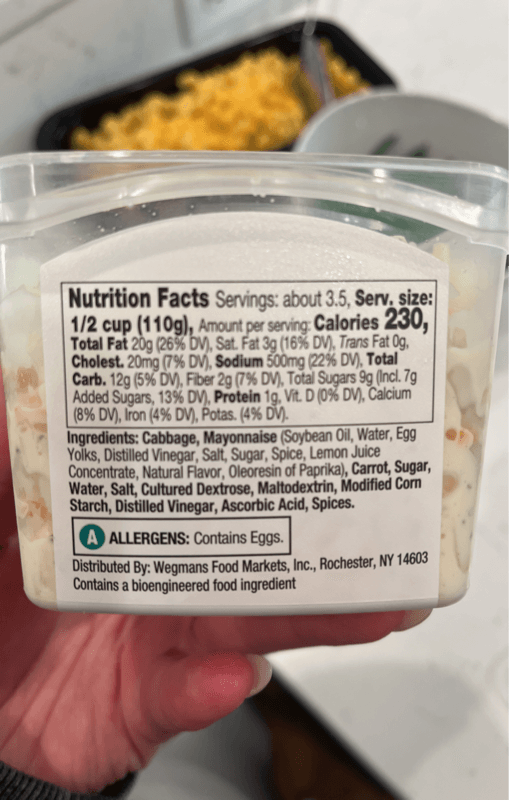 Nutrition Facts Servings: about 3.5, Serv. size:
1/2 cup (110g), Amount per serving: Calories 230,
Total Fat 20g (26% DV), Sat. Fat 3g (16% DV), Trans Fat 0g,
Cholest. 20mg (7% DV), Sodium 500mg (22% DV), Total
Carb. 12g (5% DV), Fiber 2g (7% DV), Total Sugars 9g (Incl. 7g
Added Sugars, 13% DV), Protein 1g, Vit. D (0% DV), Calcium
(8% DV), Iron (4% DV), Potas. (4% DV).
Ingredients: Cabbage, Mayonnaise (Soybean Oil, Water, Egg
Yolks, Distilled Vinegar, Salt, Sugar, Spice, Lemon Juice
Concentrate, Natural Flavor, Oleoresin of Paprika), Carrot, Sugar,
Water, Salt, Cultured Dextrose, Maltodextrin, Modified Corn
Starch, Distilled Vinegar, Ascorbic Acid, Spices.
A ALLERGENS: Contains Eggs.
Distributed By: Wegmans Food Markets, Inc., Rochester, NY 14603
Contains a bioengineered food ingredient